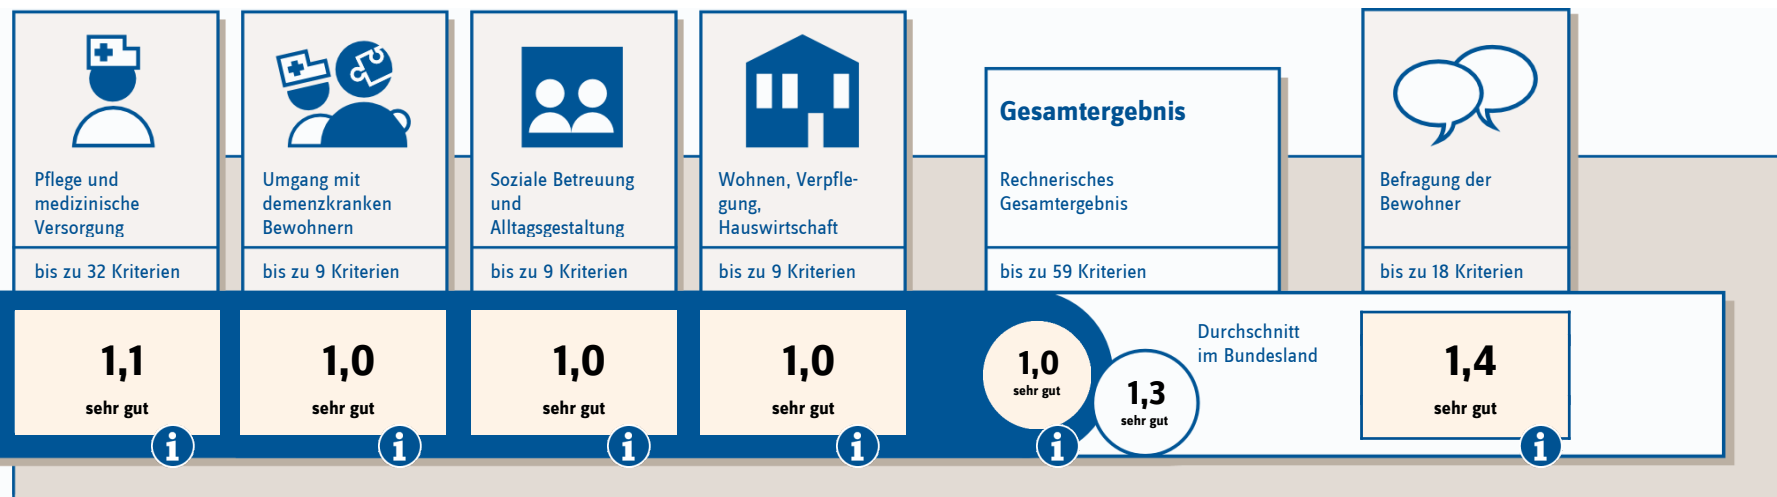 Pflege und
medizinische
Versorgung
bis zu 32 Kriterien
1,1
sehr gut
i
Umgang mit
demenzkranken
Bewohnern
bis zu 9 Kriterien
1,0
sehr gut
i
Soziale Betreuung
und
Alltagsgestaltung
bis zu 9 Kriterien
1,0
sehr gut
i
Wohnen, Verpfle-
gung,
Hauswirtschaft
bis zu 9 Kriterien
1,0
sehr gut
i
Gesamtergebnis
Rechnerisches
Gesamtergebnis
bis zu 59 Kriterien
1,0
sehr gut
i
1,3
sehr gut
Durchschnitt
im Bundesland
Befragung der
Bewohner
bis zu 18 Kriterien
1,4
sehr gut
i